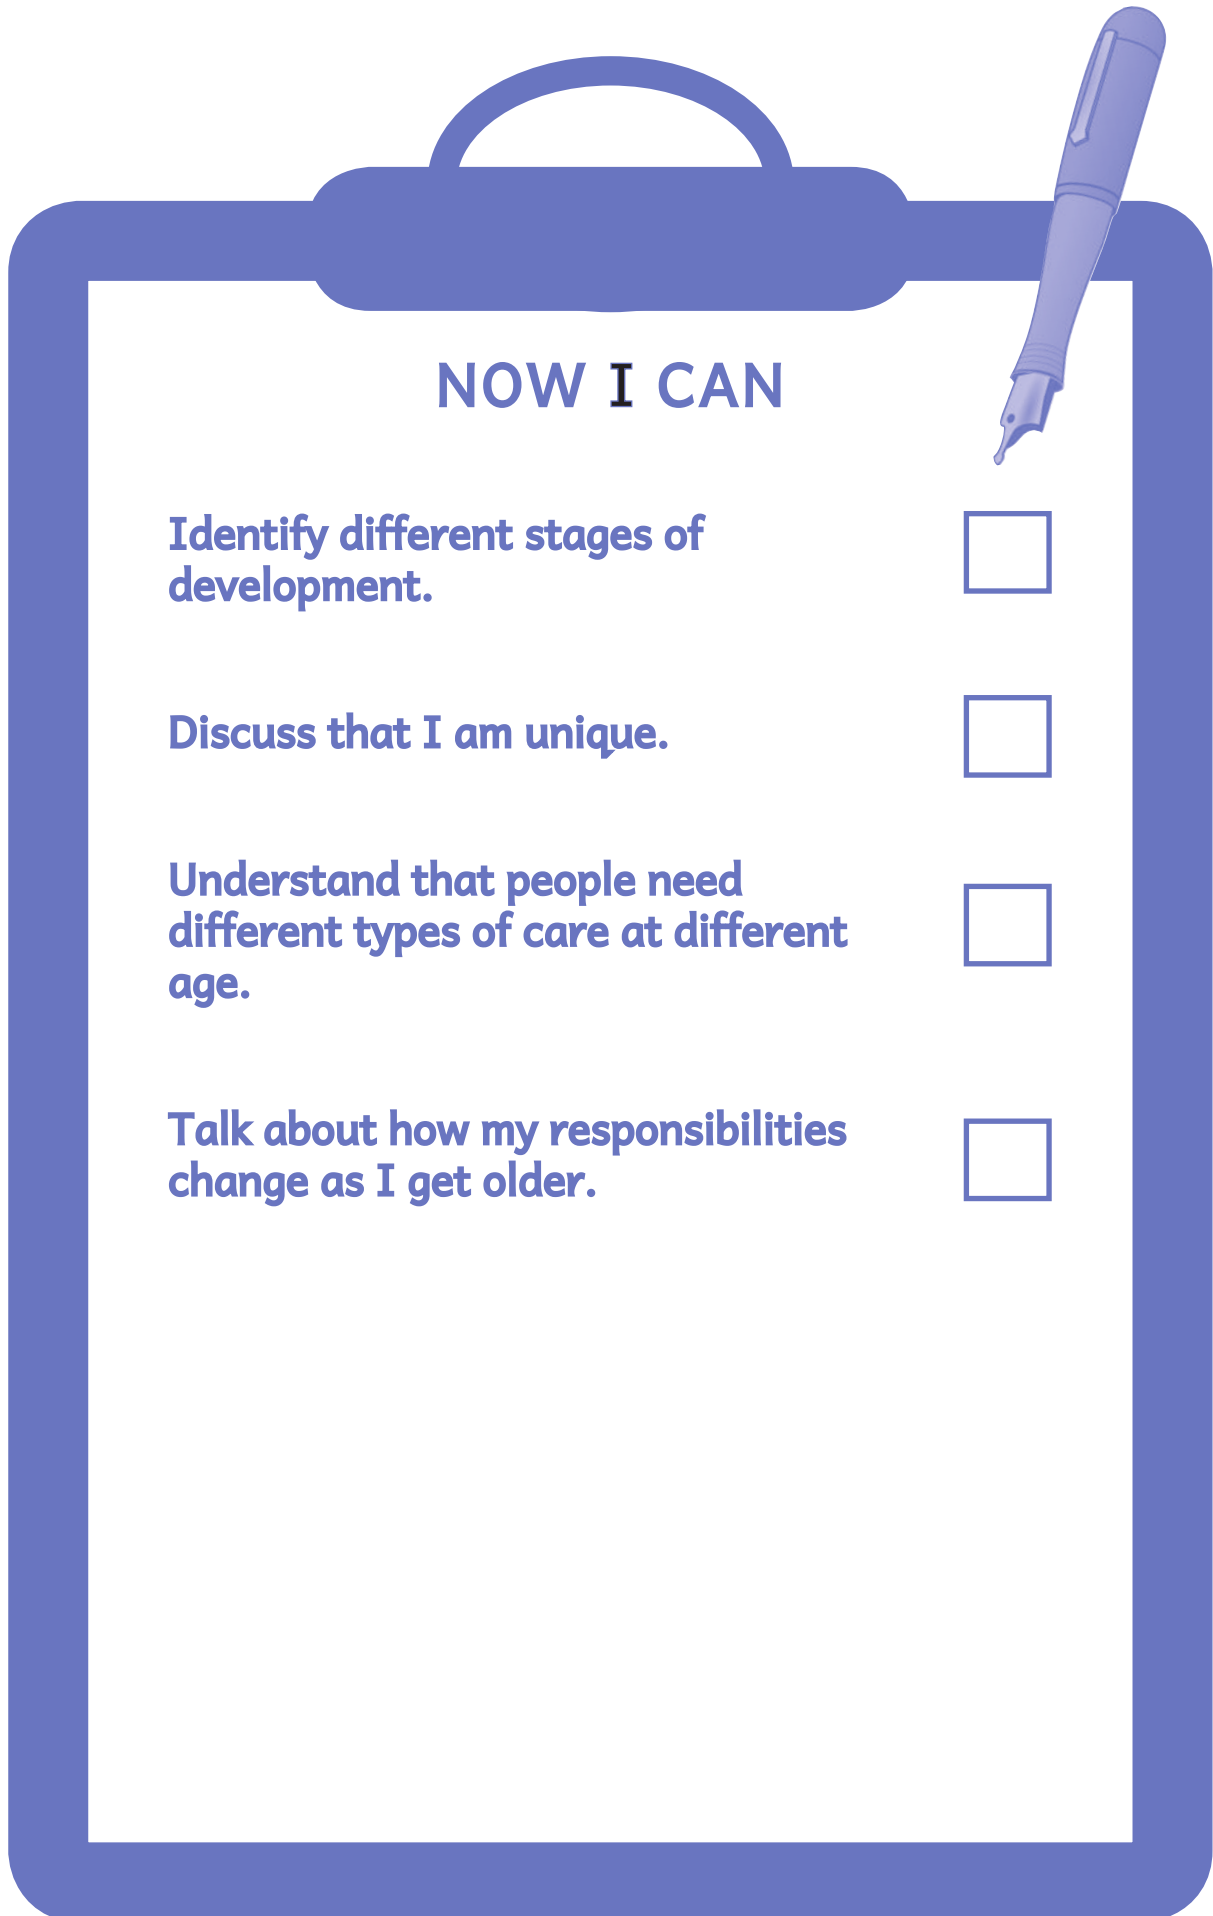 NOW I CAN
Identify different stages of
development.
Discuss that I am unique.
Understand that people need
different types of care at different
age.
Talk about how my responsibilities
change as I get older.